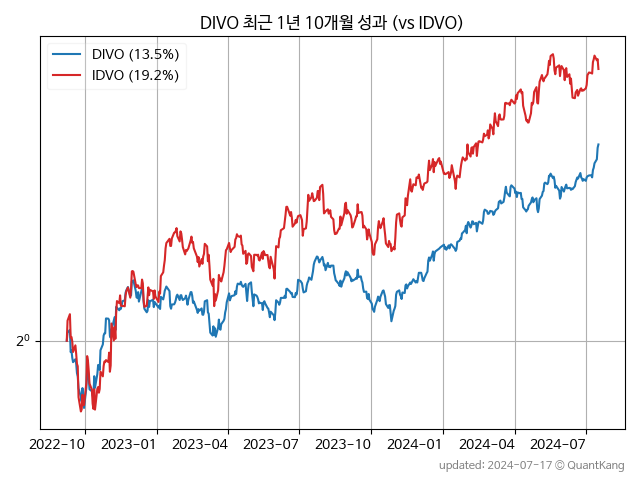 DIVO 최근 1년 10개월 성과 (vs IDVO)
DIVO (13.5%)
IDVO (19.2%)
2⁰
2022-10 2023-01 2023-04 2023-07 2023-10 2024-01 2024-04 2024-07
updated: 2024-07-17 © QuantKang